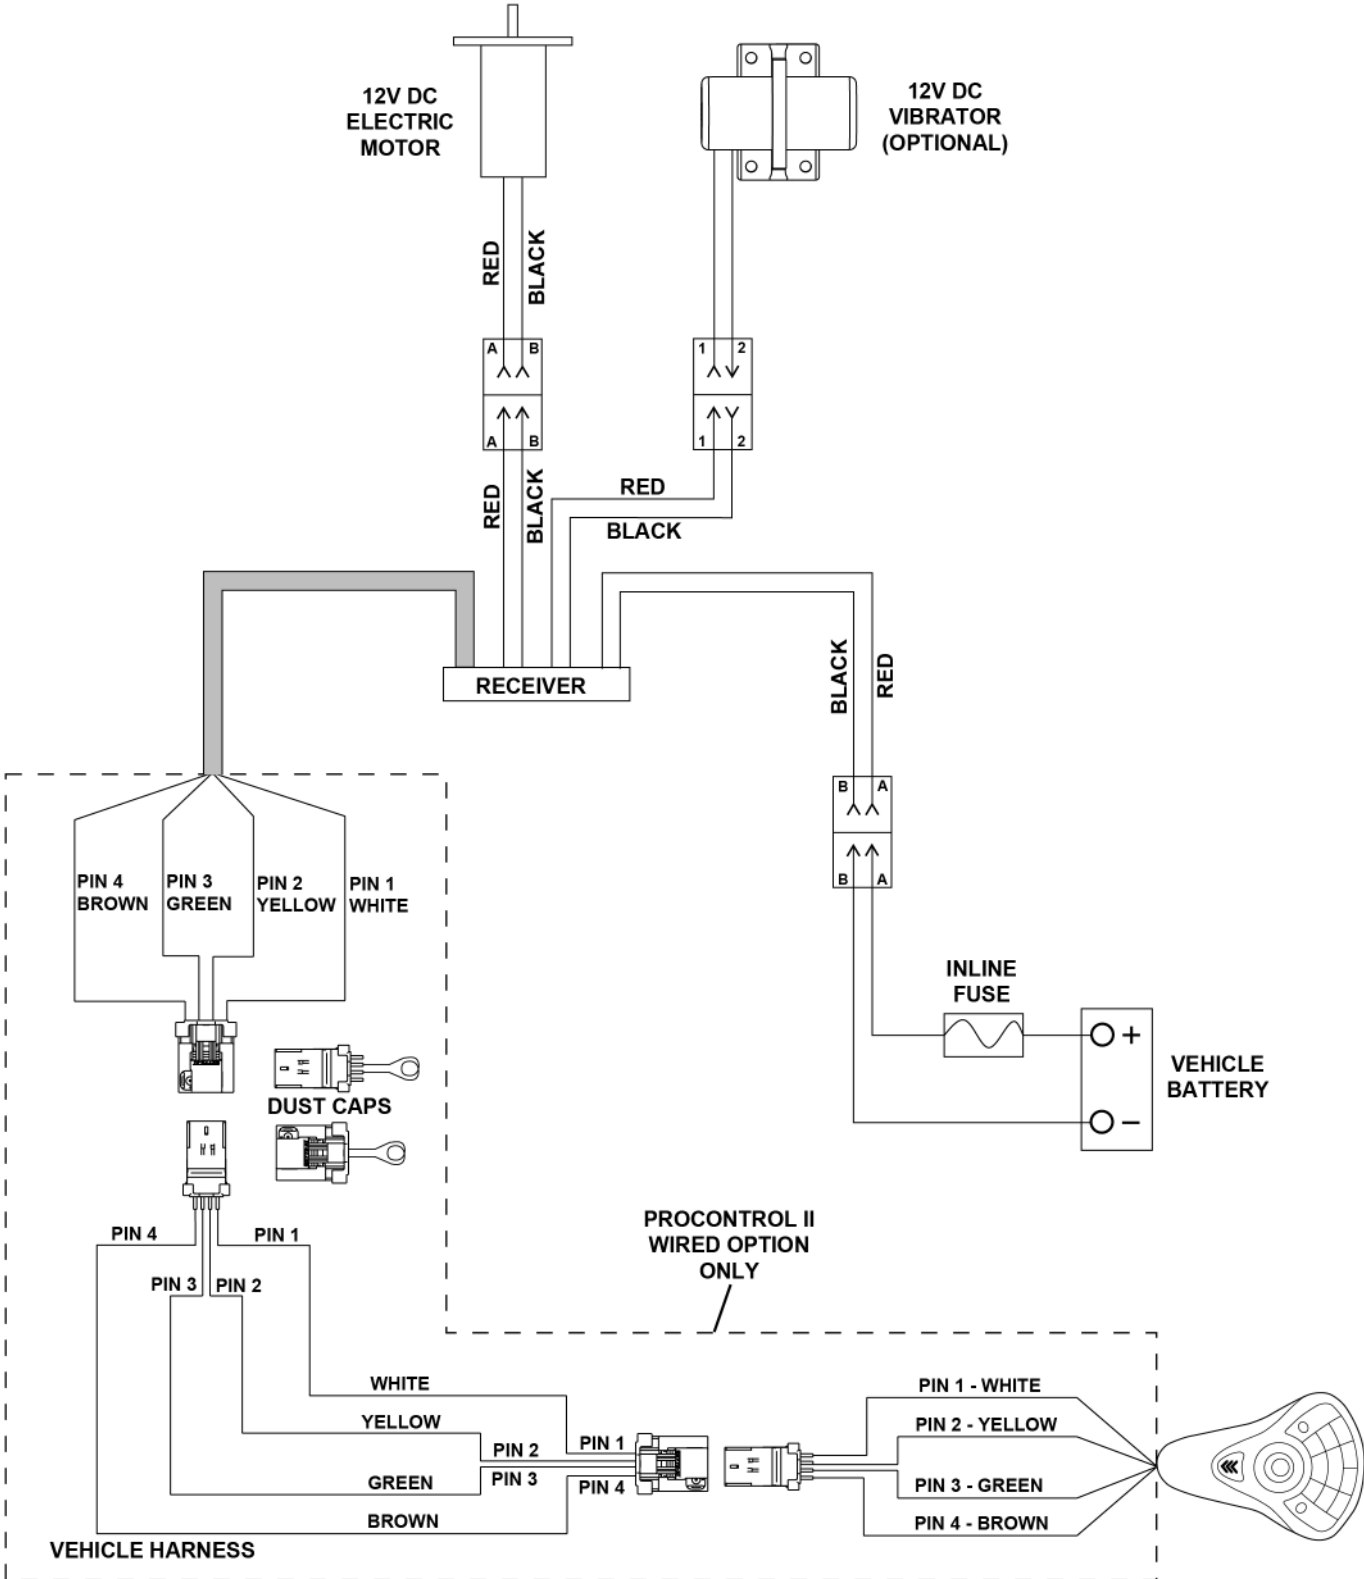 12V DC
ELECTRIC
MOTOR
12V DC
VIBRATOR
(OPTIONAL)
RED
BLACK
A B
A B
1 2
1 2
RED
BLACK
RED
BLACK
RECEIVER
BLACK
RED
B A
B A
PIN 4
BROWN
PIN 3
GREEN
PIN 2
YELLOW
PIN 1
WHITE
INLINE
FUSE
+
−
VEHICLE
BATTERY
DUST CAPS
PIN 4
PIN 1
PIN 3
PIN 2
PROCONTROL II
WIRED OPTION
ONLY
WHITE
YELLOW
GREEN
BROWN
PIN 1
PIN 2
PIN 3
PIN 4
PIN 1 - WHITE
PIN 2 - YELLOW
PIN 3 - GREEN
PIN 4 - BROWN
VEHICLE HARNESS